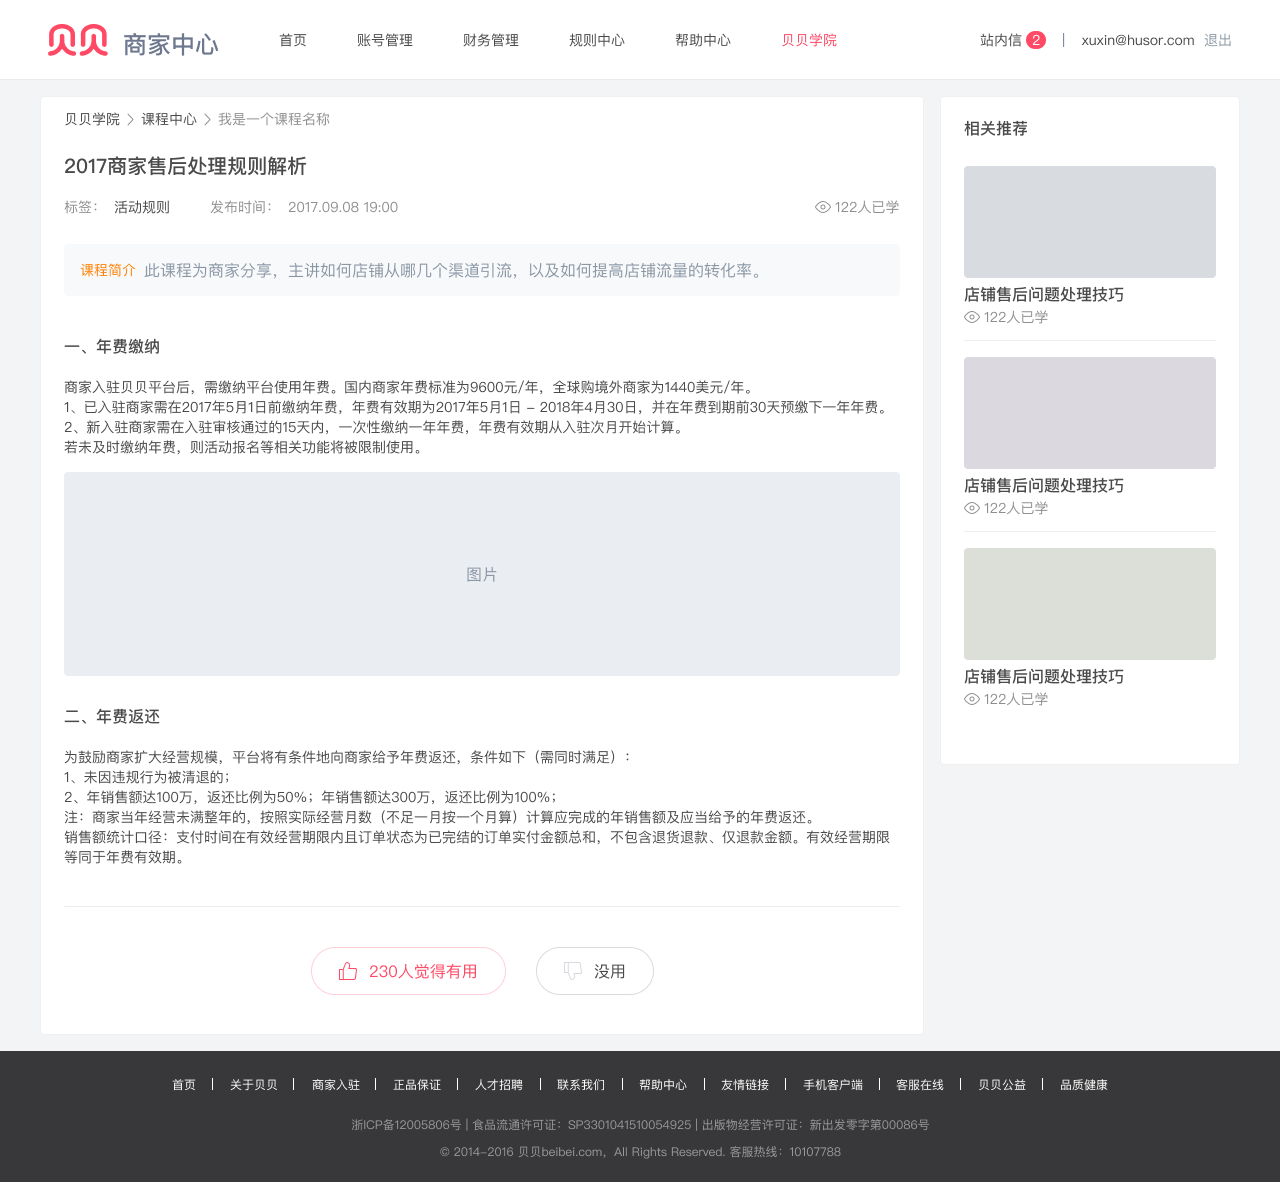 贝贝 商家中心 首页 账号管理 财务管理 规则中心 帮助中心 贝贝学院 站内信 2 | xuxin@husor.com 退出
贝贝学院 > 课程中心 > 我是一个课程名称
2017商家售后处理规则解析
标签： 活动规则 发布时间： 2017.09.08 19:00 122人已学
课程简介 此课程为商家分享，主讲如何店铺从哪几个渠道引流，以及如何提高店铺流量的转化率。
一、年费缴纳
商家入驻贝贝平台后，需缴纳平台使用年费。国内商家年费标准为9600元/年，全球购境外商家为1440美元/年。
1、已入驻商家需在2017年5月1日前缴纳年费，年费有效期为2017年5月1日 – 2018年4月30日，并在年费到期前30天预缴下一年年费。
2、新入驻商家需在入驻审核通过的15天内，一次性缴纳一年年费，年费有效期从入驻次月开始计算。
若未及时缴纳年费，则活动报名等相关功能将被限制使用。
图片
二、年费返还
为鼓励商家扩大经营规模，平台将有条件地向商家给予年费返还，条件如下（需同时满足）：
1、未因违规行为被清退的；
2、年销售额达100万，返还比例为50%；年销售额达300万，返还比例为100%；
注：商家当年经营未满整年的，按照实际经营月数（不足一月按一个月算）计算应完成的年销售额及应当给予的年费返还。
销售额统计口径：支付时间在有效经营期限内且订单状态为已完结的订单实付金额总和，不包含退货退款、仅退款金额。有效经营期限
等同于年费有效期。
230人觉得有用 没用
相关推荐
店铺售后问题处理技巧
122人已学
店铺售后问题处理技巧
122人已学
店铺售后问题处理技巧
122人已学
首页 | 关于贝贝 | 商家入驻 | 正品保证 | 人才招聘 | 联系我们 | 帮助中心 | 友情链接 | 手机客户端 | 客服在线 | 贝贝公益 | 品质健康
浙ICP备12005806号 | 食品流通许可证：SP3301041510054925 | 出版物经营许可证：新出发零字第00086号
© 2014-2016 贝贝beibei.com，All Rights Reserved. 客服热线：10107788